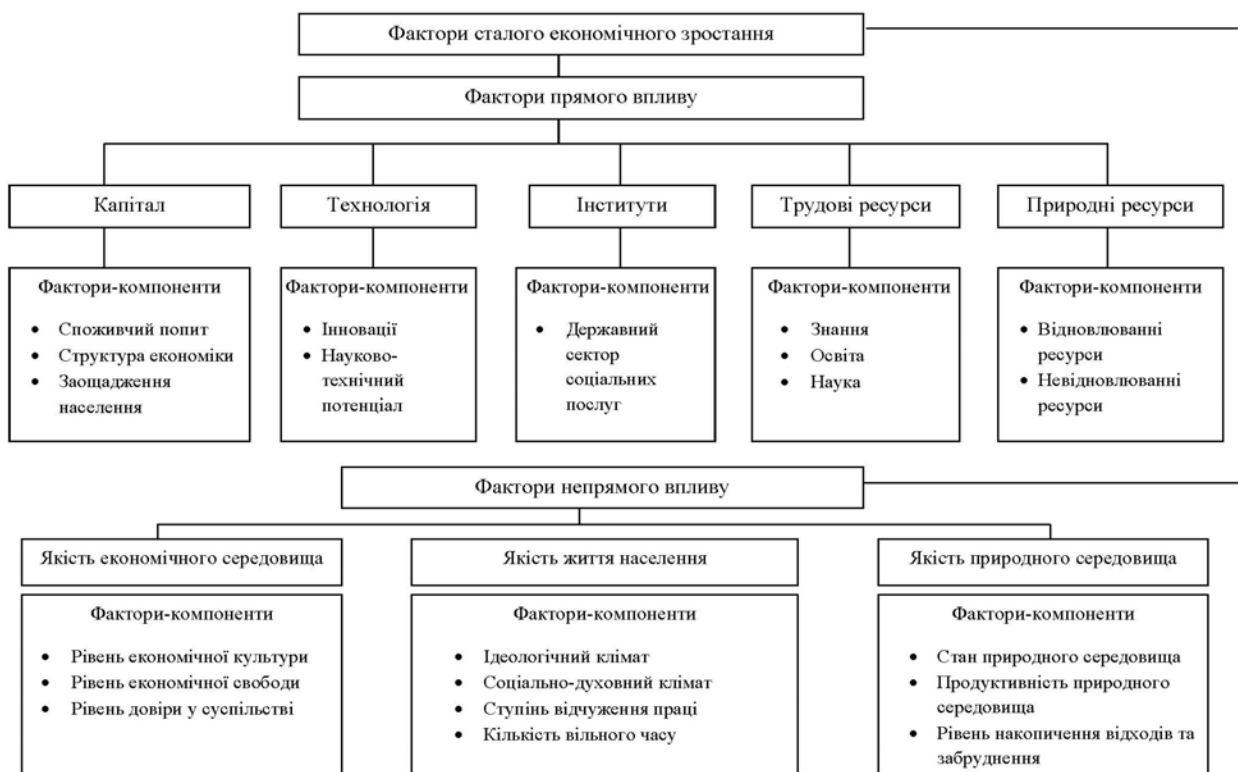 Фактори сталого економічного зростання
Фактори прямого впливу
Капітал
Технологія
Інститути
Трудові ресурси
Природні ресурси
Фактори-компоненти
• Споживчий попит
• Структура економіки
• Заощадження
населення
Фактори-компоненти
• Інновації
• Науково-
технічний
потенціал
Фактори-компоненти
• Державний
сектор
соціальних
послуг
Фактори-компоненти
• Знання
• Освіта
• Наука
Фактори-компоненти
• Відновлюванні
ресурси
• Невідновлюванні
ресурси
Фактори непрямого впливу
Якість економічного середовища
Якість життя населення
Якість природного середовища
Фактори-компоненти
• Рівень економічної культури
• Рівень економічної свободи
• Рівень довіри у суспільстві
Фактори-компоненти
• Ідеологічний клімат
• Соціально-духовний клімат
• Ступінь відчуження праці
• Кількість вільного часу
Фактори-компоненти
• Стан природного середовища
• Продуктивність природного
середовища
• Рівень накопичення відходів та
забруднення